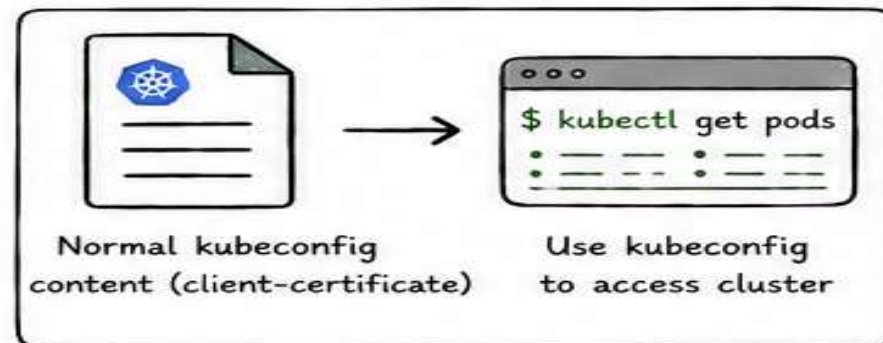 $ kubectl get pods
Normal kubeconfig
content (client-certificate)
Use kubeconfig
to access cluster